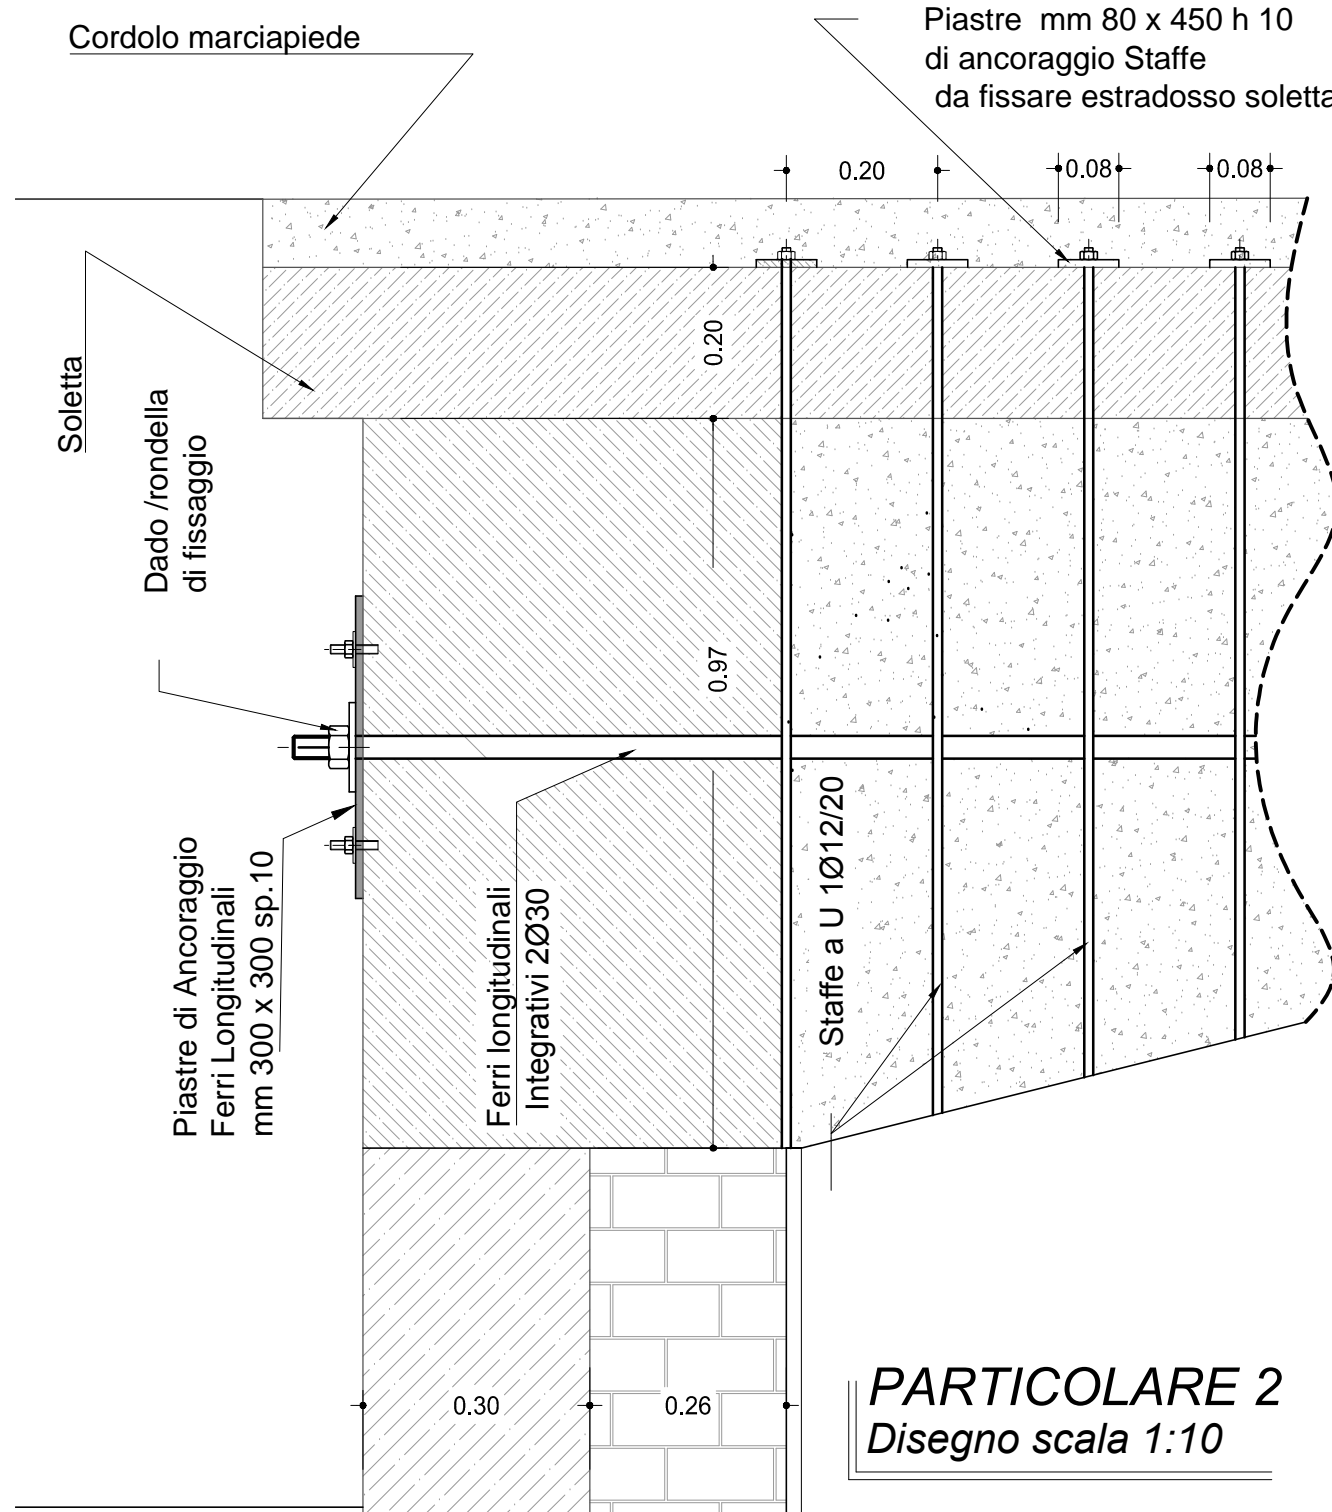 Cordolo marciapiede
Piastre mm 80 x 450 h 10
di ancoraggio Staffe
da fissare estradosso soletta
0.20
0.08
0.08
Soletta
0.20
Dado /rondella
di fissaggio
0.97
Piastre di Ancoraggio
Ferri Longitudinali
mm 300 x 300 sp.10
Ferri longitudinali
Integrativi 2Ø30
Staffe a U 1Ø12/20
0.30
0.26
PARTICOLARE 2
Disegno scala 1:10